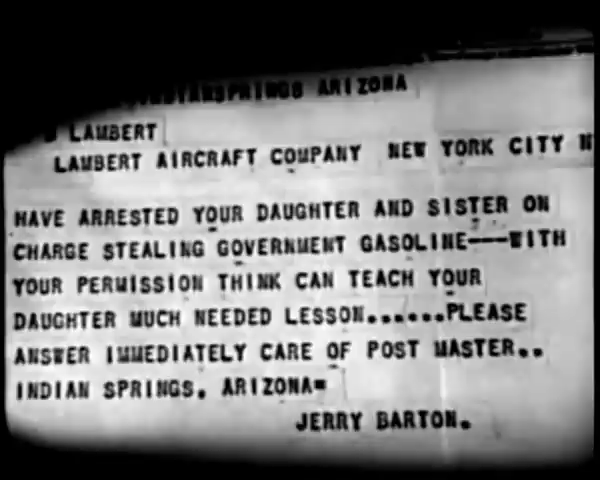 INDIANSPRINGS ARIZONA
LAMBERT
LAMBERT AIRCRAFT COMPANY NEW YORK CITY N
HAVE ARRESTED YOUR DAUGHTER AND SISTER ON
CHARGE STEALING GOVERNMENT GASOLINE---WITH
YOUR PERMISSION THINK CAN TEACH YOUR
DAUGHTER MUCH NEEDED LESSON......PLEASE
ANSWER IMMEDIATELY CARE OF POST MASTER..
INDIAN SPRINGS. ARIZONA=
JERRY BARTON.